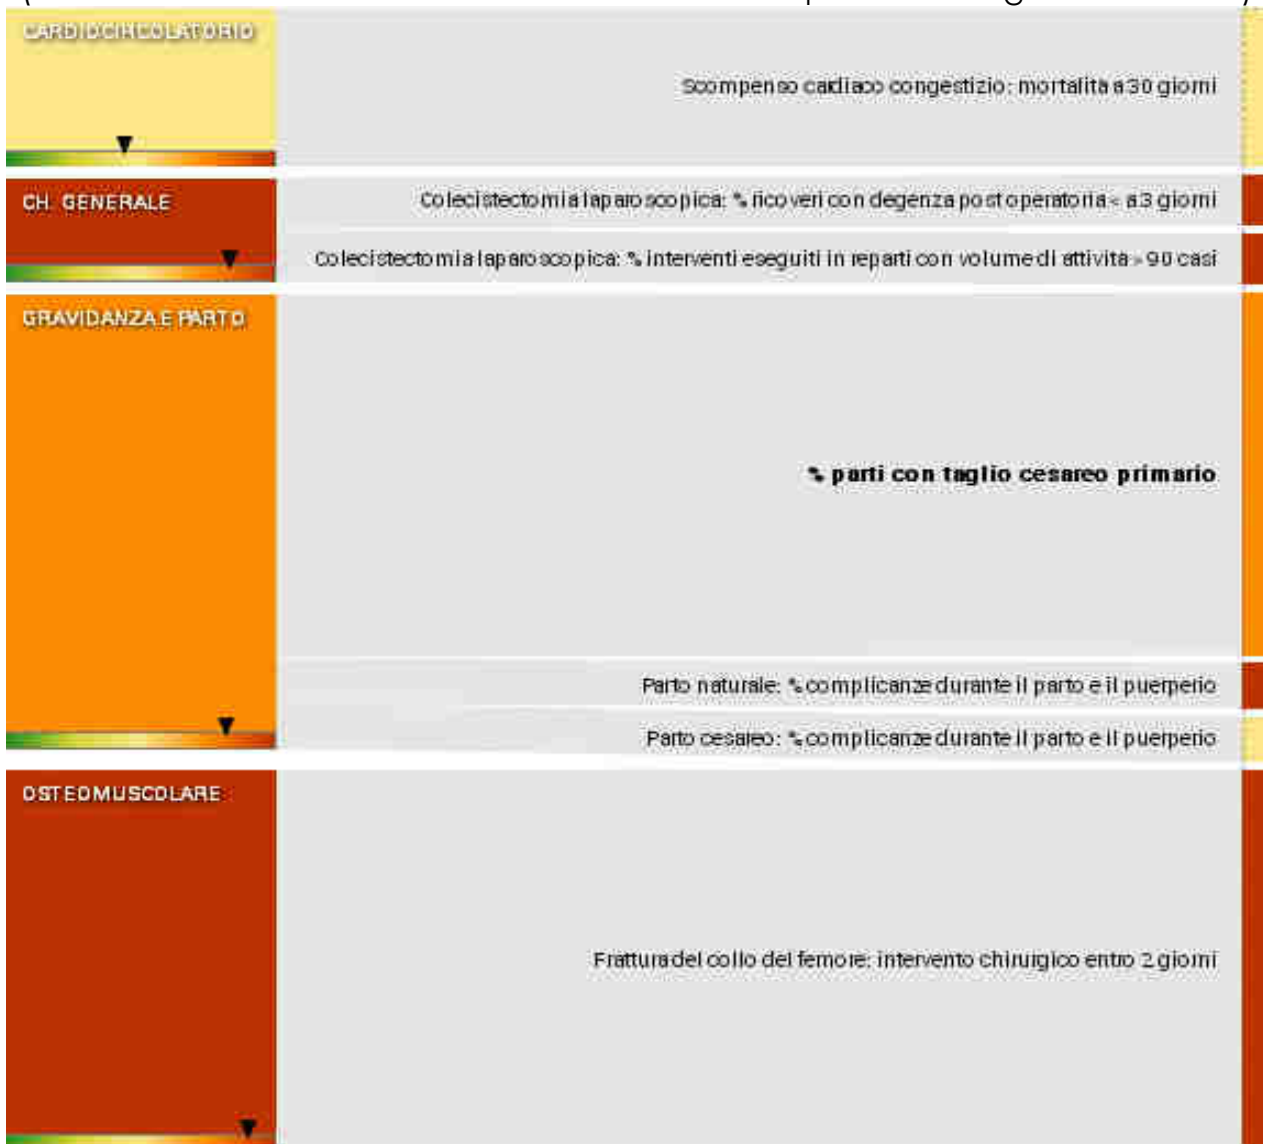 CARDIOCIRCOLATORIO
Scompenso cardiaco congestizio: mortalità a 30 giorni
CH. GENERALE
Colecistectomia laparoscopica: % ricoveri con degenza post operatoria < a 3 giorni
Colecistectomia laparoscopica: % interventi eseguiti in reparti con volume di attività > 90 casi
GRAVIDANZA E PARTO
% parti con taglio cesareo primario
Parto naturale: % complicanze durante il parto e il puerperio
Parto cesareo: % complicanze durante il parto e il puerperio
OSTEOMUSCOLARE
Frattura del collo del femore: intervento chirurgico entro 2 giorni